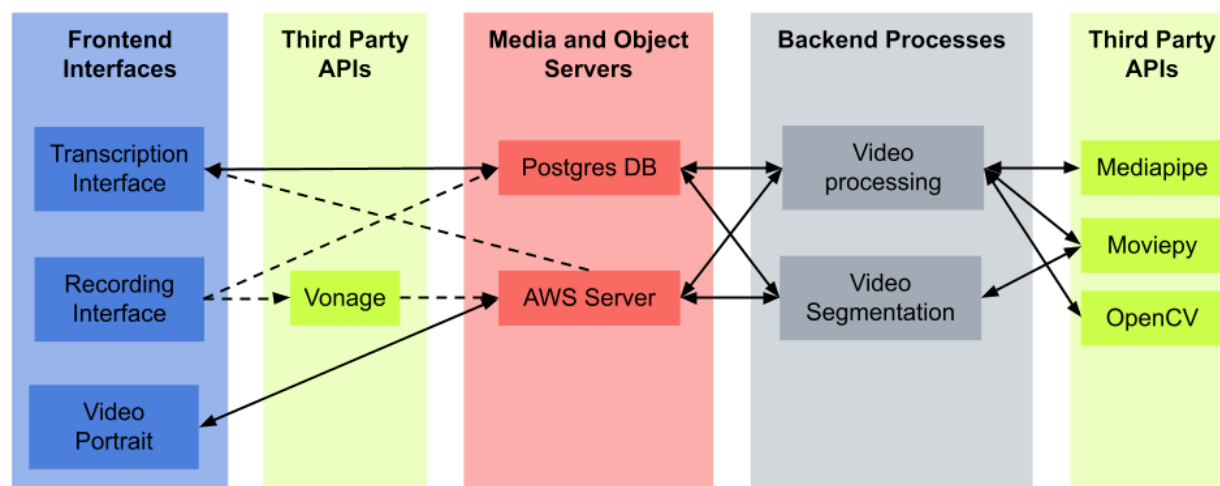 Frontend
Interfaces
Third Party
APIs
Media and Object
Servers
Backend Processes
Third Party
APIs
Transcription
Interface
Postgres DB
Video
processing
Mediapipe
Moviepy
Recording
Interface
Vonage
AWS Server
Video
Segmentation
OpenCV
Video
Portrait